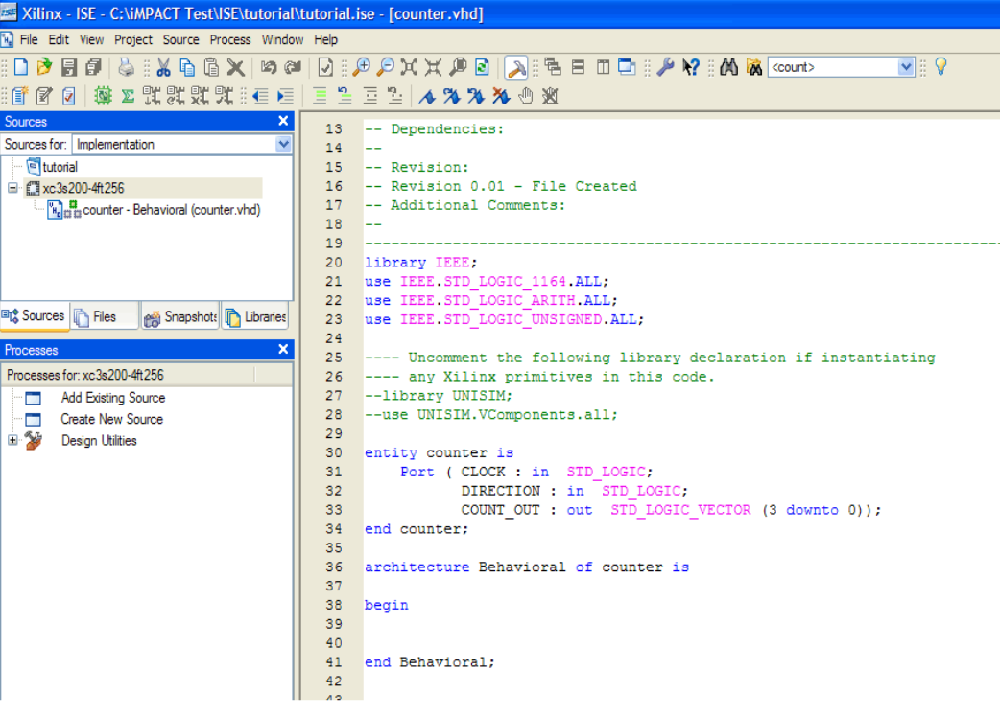 Xilinx - ISE - C:\iMPACT Test\ISE\tutorial\tutorial.ise - [counter.vhd]
File Edit View Project Source Process Window Help
<count>
Sources
Sources for: Implementation
tutorial
xc3s200-4ft256
counter - Behavioral (counter.vhd)
Sources Files Snapshots Libraries
Processes
Processes for: xc3s200-4ft256
Add Existing Source
Create New Source
Design Utilities
13 -- Dependencies:
14 --
15 -- Revision:
16 -- Revision 0.01 - File Created
17 -- Additional Comments:
18 --
19 ------------------------------------------------------------------------
20 library IEEE;
21 use IEEE.STD_LOGIC_1164.ALL;
22 use IEEE.STD_LOGIC_ARITH.ALL;
23 use IEEE.STD_LOGIC_UNSIGNED.ALL;
24
25 ---- Uncomment the following library declaration if instantiating
26 ---- any Xilinx primitives in this code.
27 --library UNISIM;
28 --use UNISIM.VComponents.all;
29
30 entity counter is
31     Port ( CLOCK : in  STD_LOGIC;
32            DIRECTION : in  STD_LOGIC;
33            COUNT_OUT : out  STD_LOGIC_VECTOR (3 downto 0));
34 end counter;
35
36 architecture Behavioral of counter is
37
38 begin
39
40
41 end Behavioral;
42